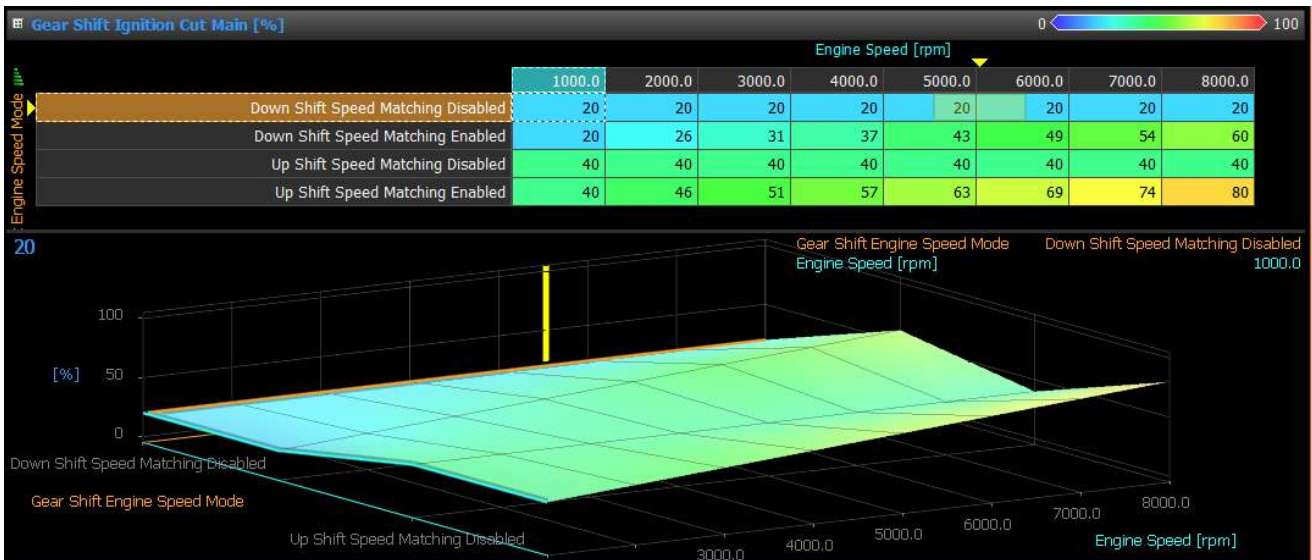 Gear Shift Ignition Cut Main [%]
0 100
Engine Speed [rpm]
1000.0 2000.0 3000.0 4000.0 5000.0 6000.0 7000.0 8000.0
Engine Speed Mode
Down Shift Speed Matching Disabled 20 20 20 20 20 20 20 20
Down Shift Speed Matching Enabled 20 26 31 37 43 49 54 60
Up Shift Speed Matching Disabled 40 40 40 40 40 40 40 40
Up Shift Speed Matching Enabled 40 46 51 57 63 69 74 80
20
Gear Shift Engine Speed Mode Down Shift Speed Matching Disabled
Engine Speed [rpm] 1000.0
100
[%] 50
0
Down Shift Speed Matching Disabled
Gear Shift Engine Speed Mode
Up Shift Speed Matching Disabled
3000.0 4000.0 5000.0 6000.0 7000.0 8000.0
Engine Speed [rpm]